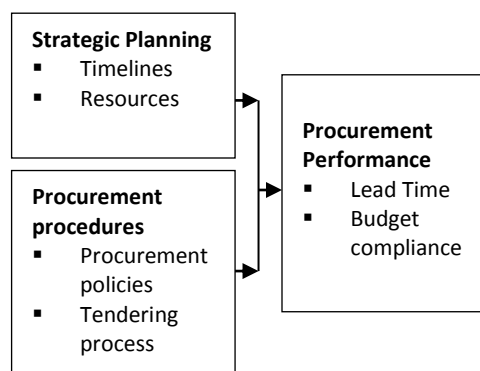 Strategic Planning
▪ Timelines
▪ Resources
Procurement
procedures
▪ Procurement
policies
▪ Tendering
process
Procurement
Performance
▪ Lead Time
▪ Budget
compliance